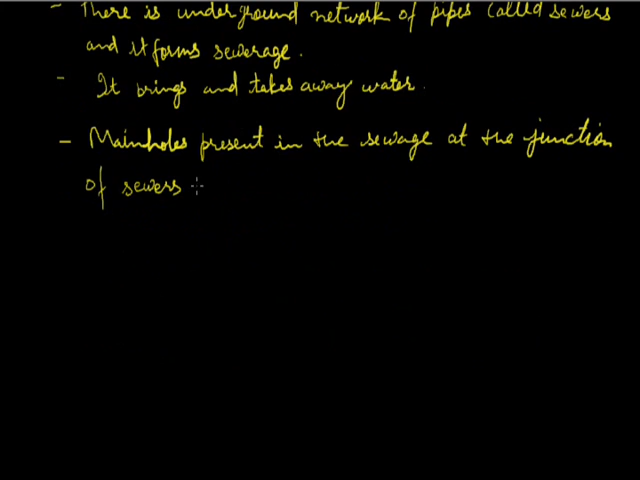 - There is underground network of pipes called sewers
and it forms sewerage.
- It brings and takes away water.
- Mainholes present in the sewage at the junction
of sewers